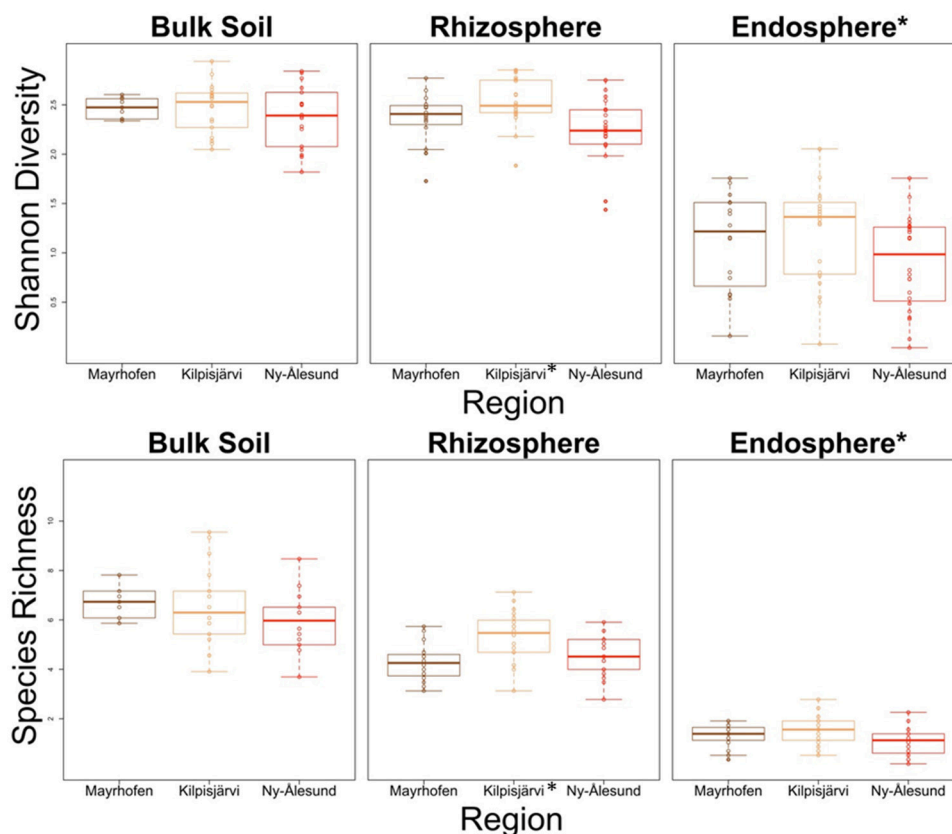 Bulk Soil Rhizosphere Endosphere*
Shannon Diversity
2.5
2.0
1.5
1.0
0.5
Mayrhofen Kilpisjärvi Ny-Ålesund Mayrhofen Kilpisjärvi* Ny-Ålesund Mayrhofen Kilpisjärvi Ny-Ålesund
Region
Bulk Soil Rhizosphere Endosphere*
Species Richness
10
8
6
4
2
Mayrhofen Kilpisjärvi Ny-Ålesund Mayrhofen Kilpisjärvi* Ny-Ålesund Mayrhofen Kilpisjärvi Ny-Ålesund
Region